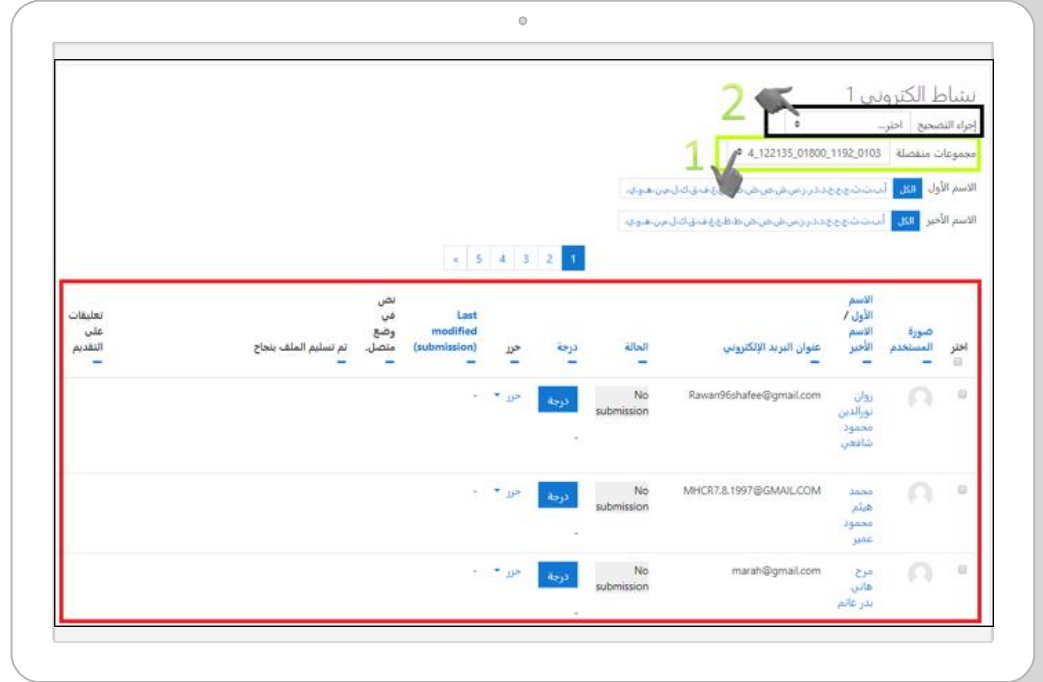 نشاط الكتروني 1
2
إجراء التصحيح اختر...
1
مجموعات منفصلة 4_122135_01800_1192_0103
الاسم الأول الكل
الاسم الأخير الكل
1 2 3 4 5 »
اختر
صورة المستخدم
الاسم الأول / الاسم الأخير
عنوان البريد الإلكتروني
الحالة
درجة
حرر
Last modified (submission)
نص في وضع متصل.
تم تسليم الملف بنجاح
تعليقات على التقديم
روان نورالدين محمود شافعي
Rawan96shafee@gmail.com
No submission
درجة
حرر
-
-
محمد هيثم محمود عمير
MHCR7.8.1997@GMAIL.COM
No submission
درجة
حرر
-
-
مرح هاني بدر غانم
marah@gmail.com
No submission
درجة
حرر
-
-